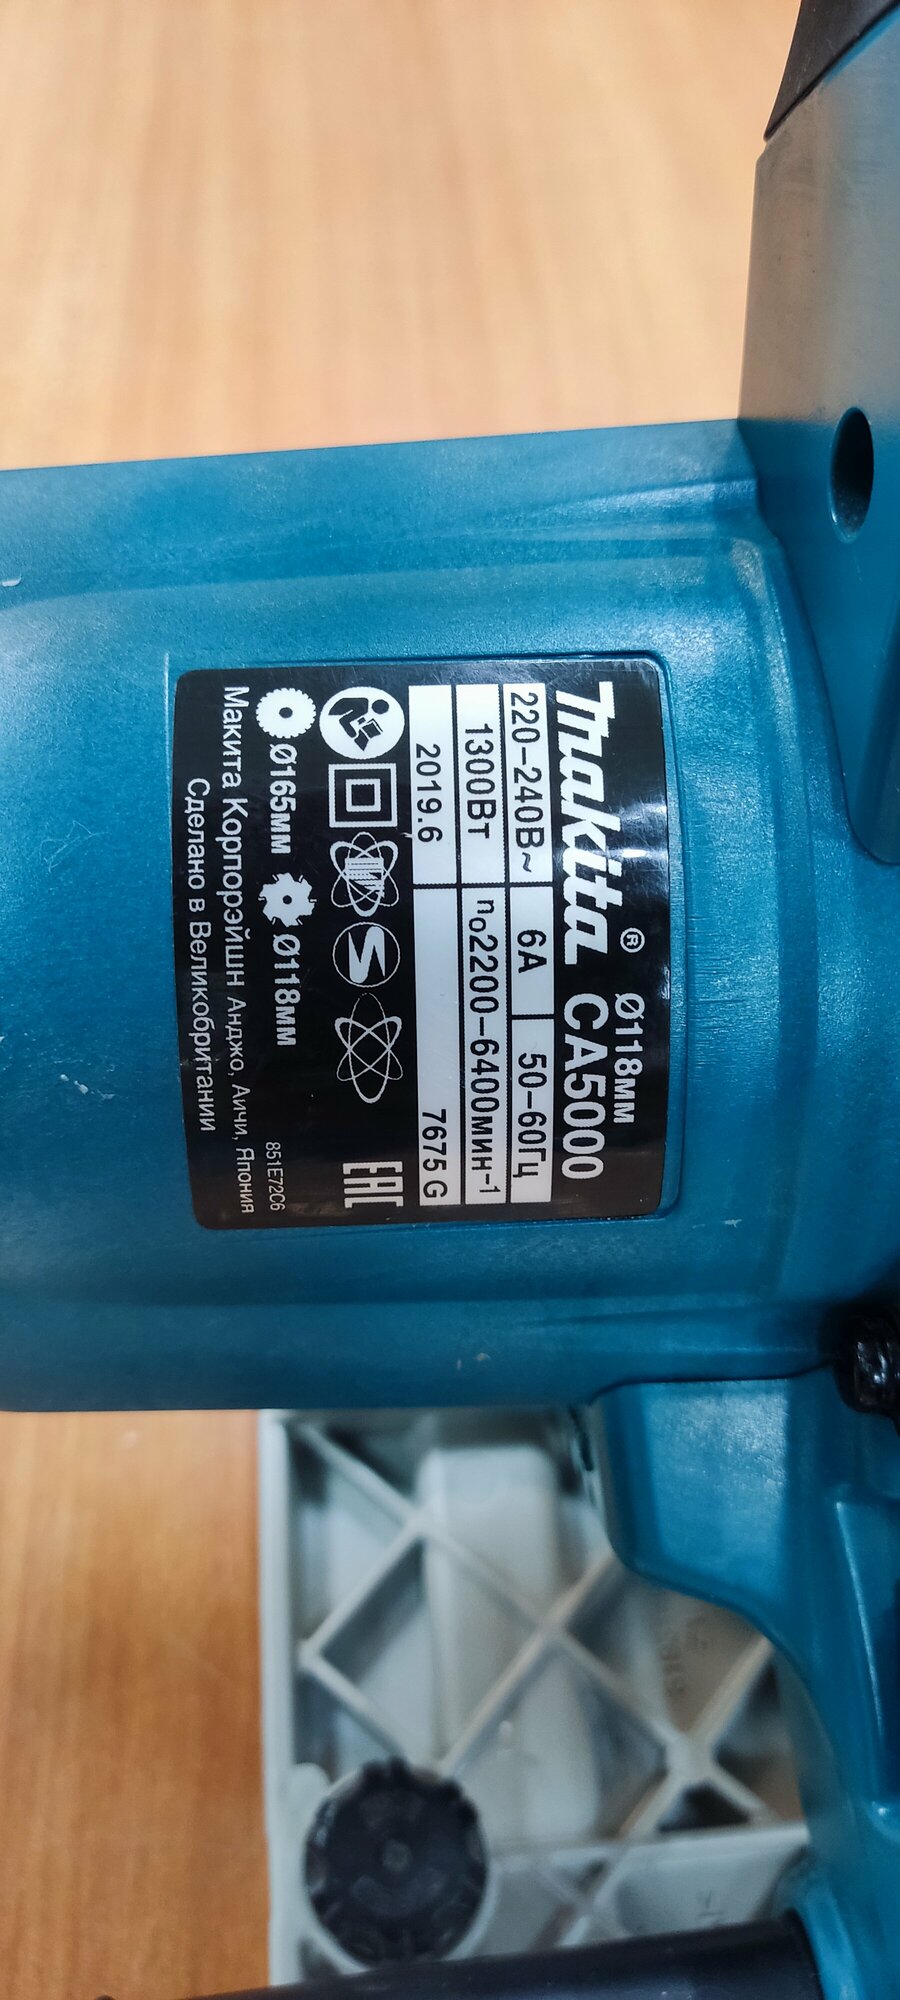 Makita® Ø118мм
CA5000
220–240В~ 6А 50–60Гц
1300Вт n₀2200–6400мин⁻¹
2019.6 7675 G
EAC
Ø165мм Ø118мм 851E72C6
Макита Корпорэйшн Анджо, Аичи, Япония
Сделано в Великобритании